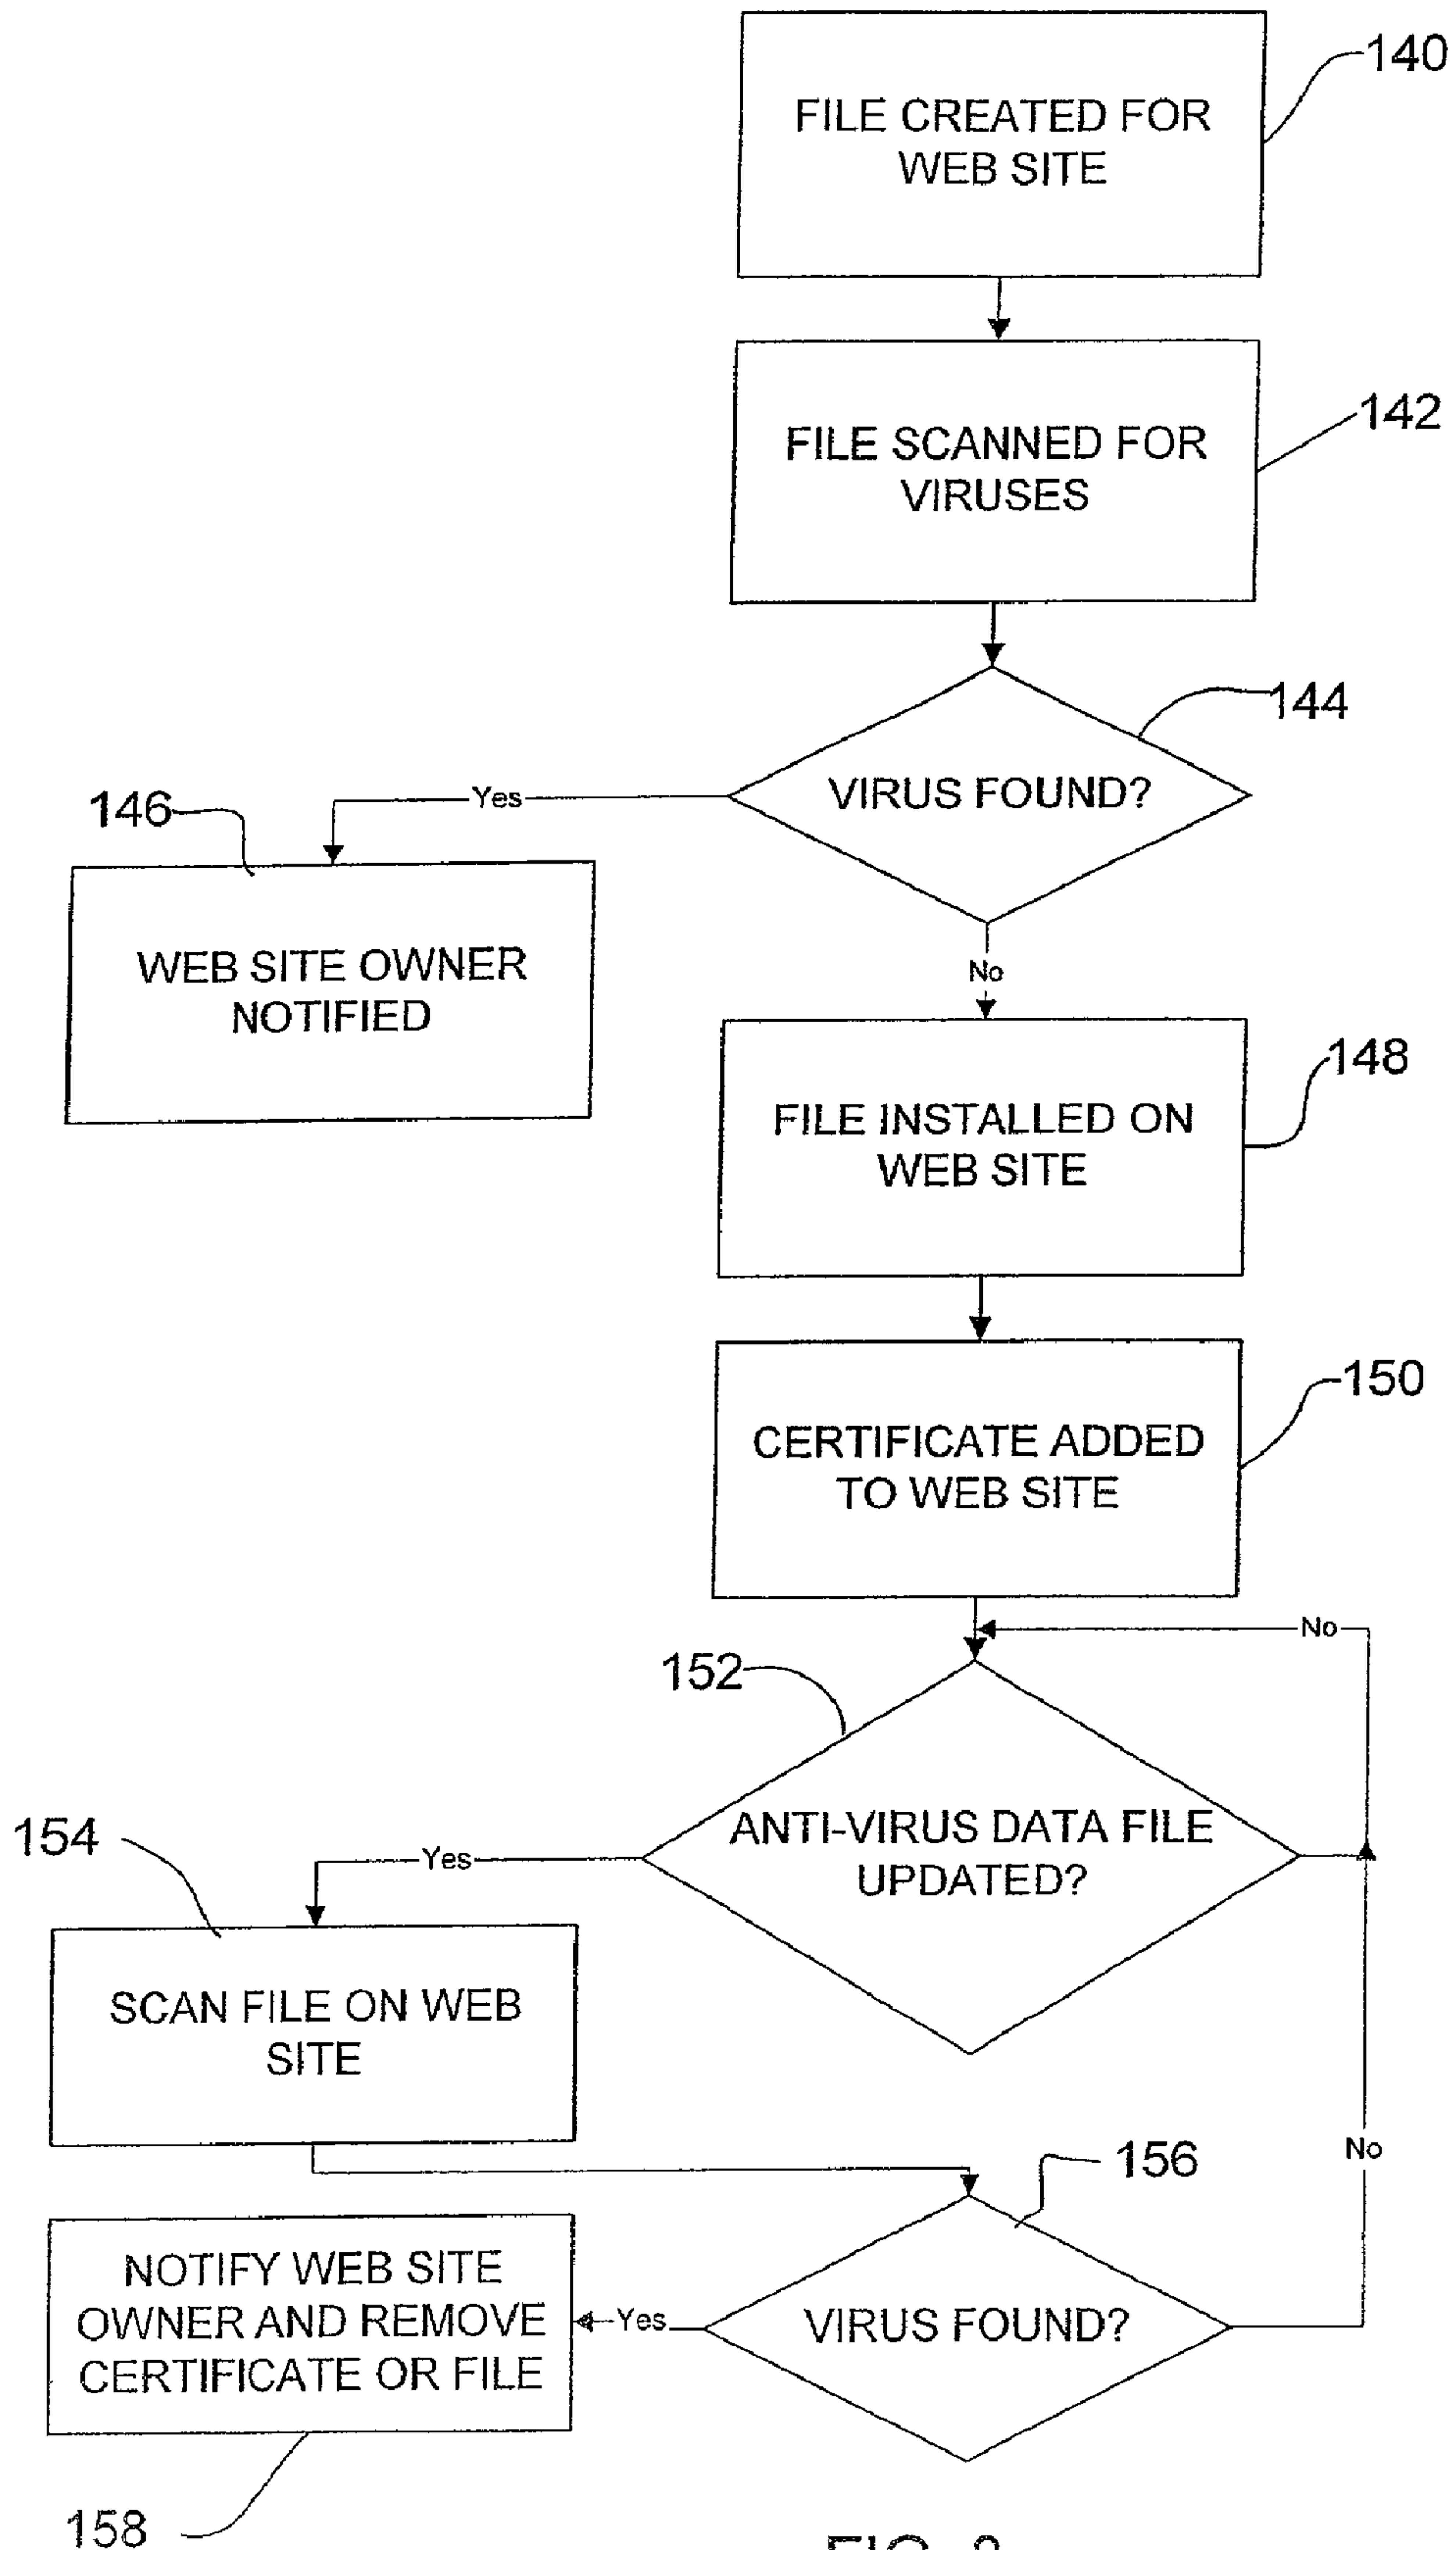 FILE CREATED FOR
WEB SITE
140
FILE SCANNED FOR
VIRUSES
142
VIRUS FOUND?
144
Yes
146
WEB SITE OWNER
NOTIFIED
No
FILE INSTALLED ON
WEB SITE
148
CERTIFICATE ADDED
TO WEB SITE
150
No
152
ANTI-VIRUS DATA FILE
UPDATED?
Yes
154
SCAN FILE ON WEB
SITE
No
156
VIRUS FOUND?
Yes
NOTIFY WEB SITE
OWNER AND REMOVE
CERTIFICATE OR FILE
158
FIG.